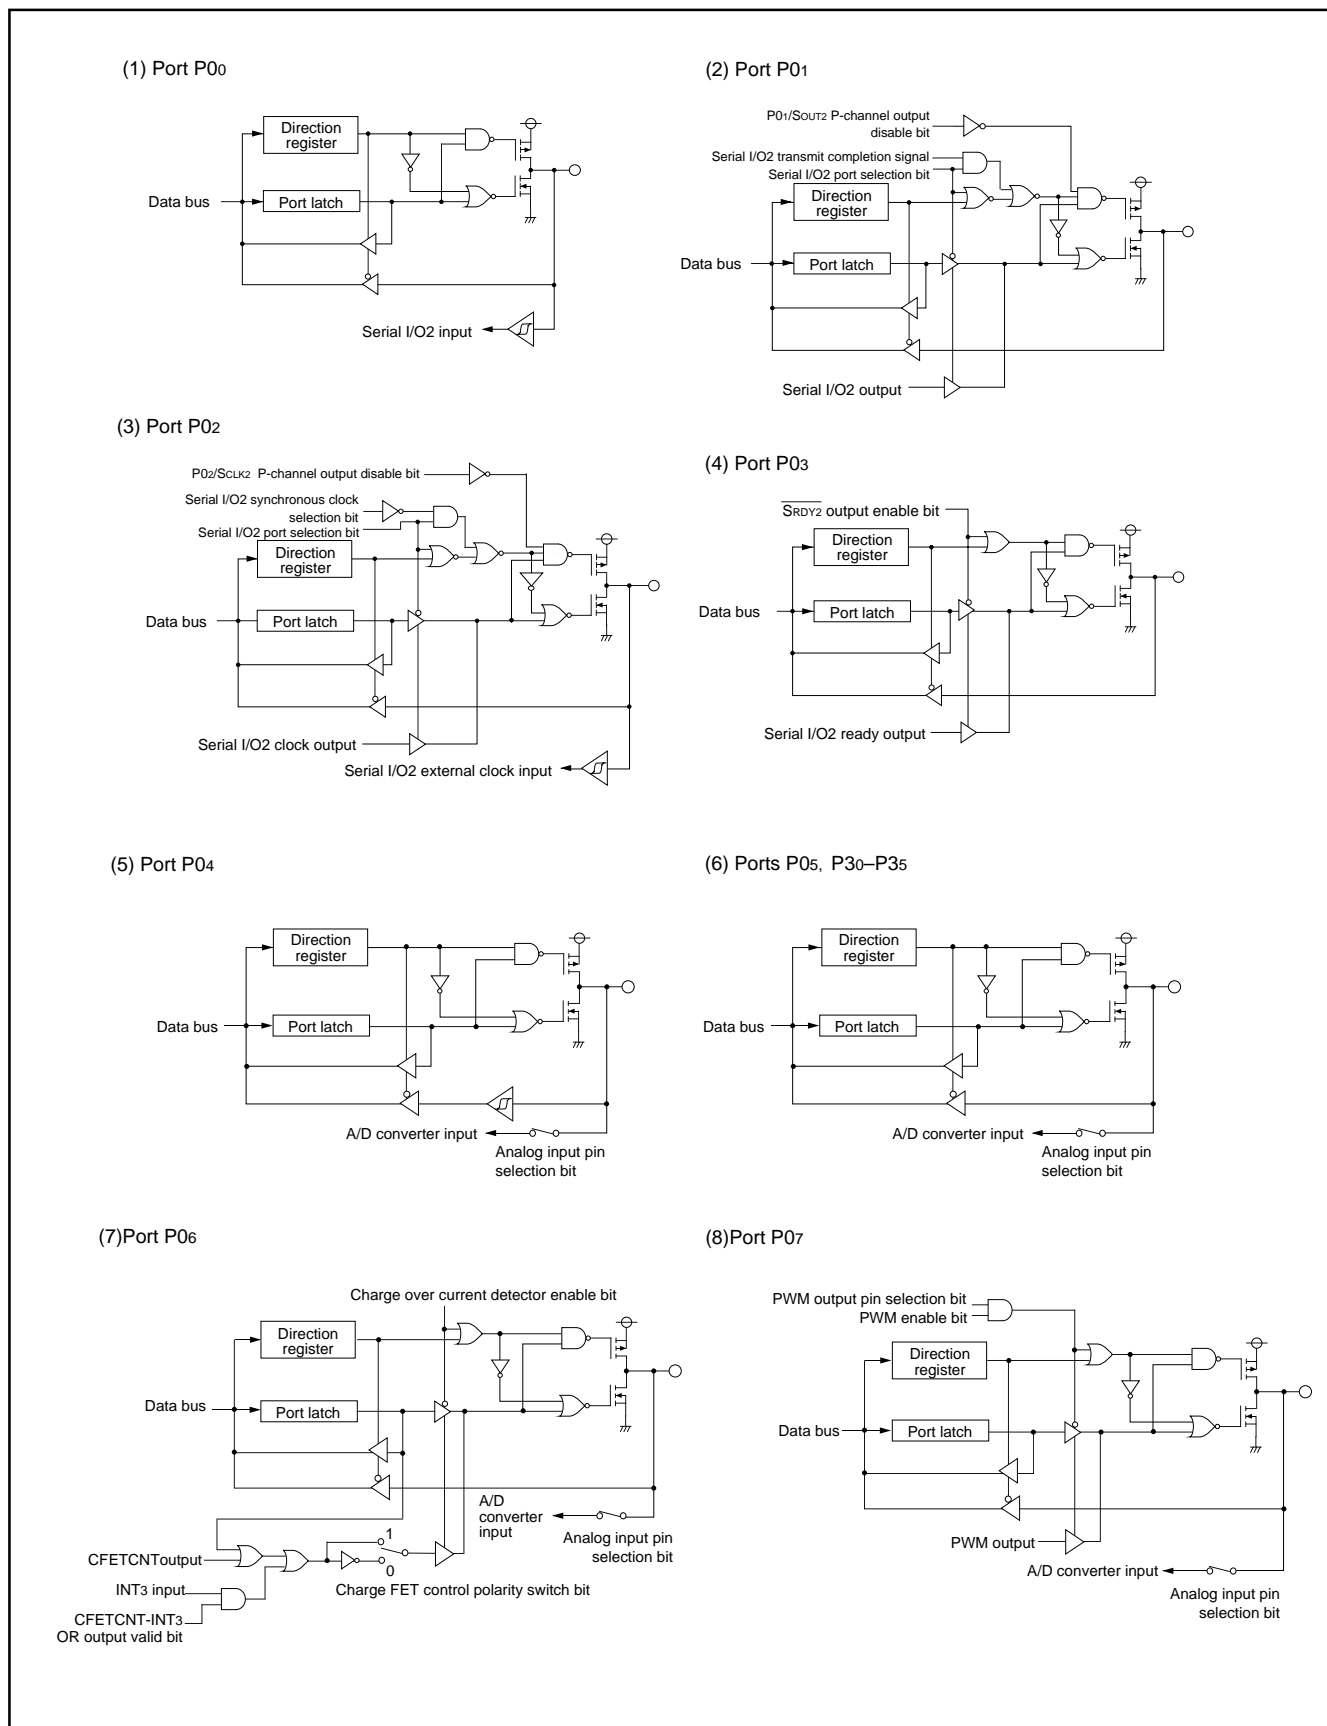 (1) Port P00
Direction
register
Data bus
Port latch
Serial I/O2 input
(2) Port P01
P01/SOUT2 P-channel output
disable bit
Serial I/O2 transmit completion signal
Serial I/O2 port selection bit
Direction
register
Data bus
Port latch
Serial I/O2 output
(3) Port P02
P02/SCLK2 P-channel output disable bit
Serial I/O2 synchronous clock
selection bit
Serial I/O2 port selection bit
Direction
register
Data bus
Port latch
Serial I/O2 clock output
Serial I/O2 external clock input
(4) Port P03
SRDY2 output enable bit
Direction
register
Data bus
Port latch
Serial I/O2 ready output
(5) Port P04
Direction
register
Data bus
Port latch
A/D converter input
Analog input pin
selection bit
(6) Ports P05, P30–P35
Direction
register
Data bus
Port latch
A/D converter input
Analog input pin
selection bit
(7)Port P06
Charge over current detector enable bit
Direction
register
Data bus
Port latch
A/D
converter
input
Analog input pin
selection bit
1
0
CFETCNToutput
Charge FET control polarity switch bit
INT3 input
CFETCNT-INT3
OR output valid bit
(8)Port P07
PWM output pin selection bit
PWM enable bit
Direction
register
Data bus
Port latch
PWM output
A/D converter input
Analog input pin
selection bit